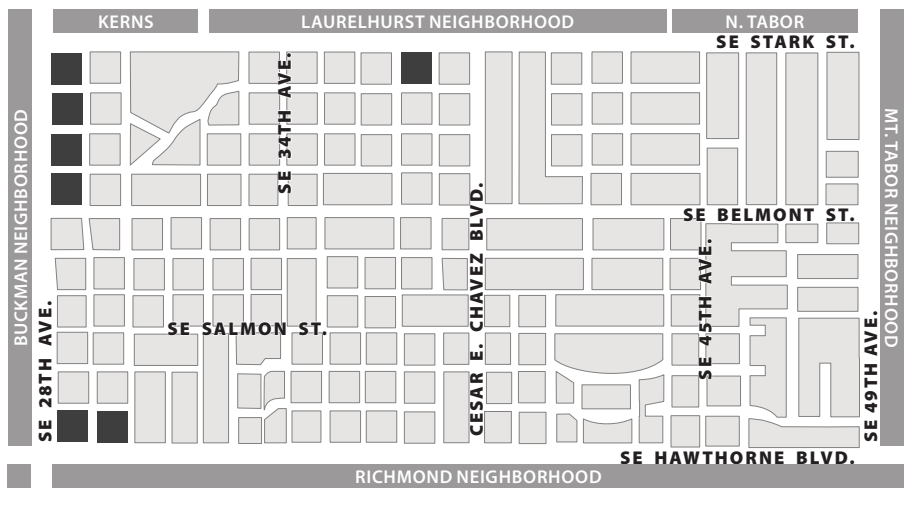 KERNS
LAURELHURST NEIGHBORHOOD
N. TABOR
SE STARK ST.
BUCKMAN NEIGHBORHOOD
SE 34TH AVE.
MT. TABOR NEIGHBORHOOD
CESAR E. CHAVEZ BLVD.
SE BELMONT ST.
SE 45TH AVE.
SE 28TH AVE.
SE SALMON ST.
SE 49TH AVE.
SE HAWTHORNE BLVD.
RICHMOND NEIGHBORHOOD